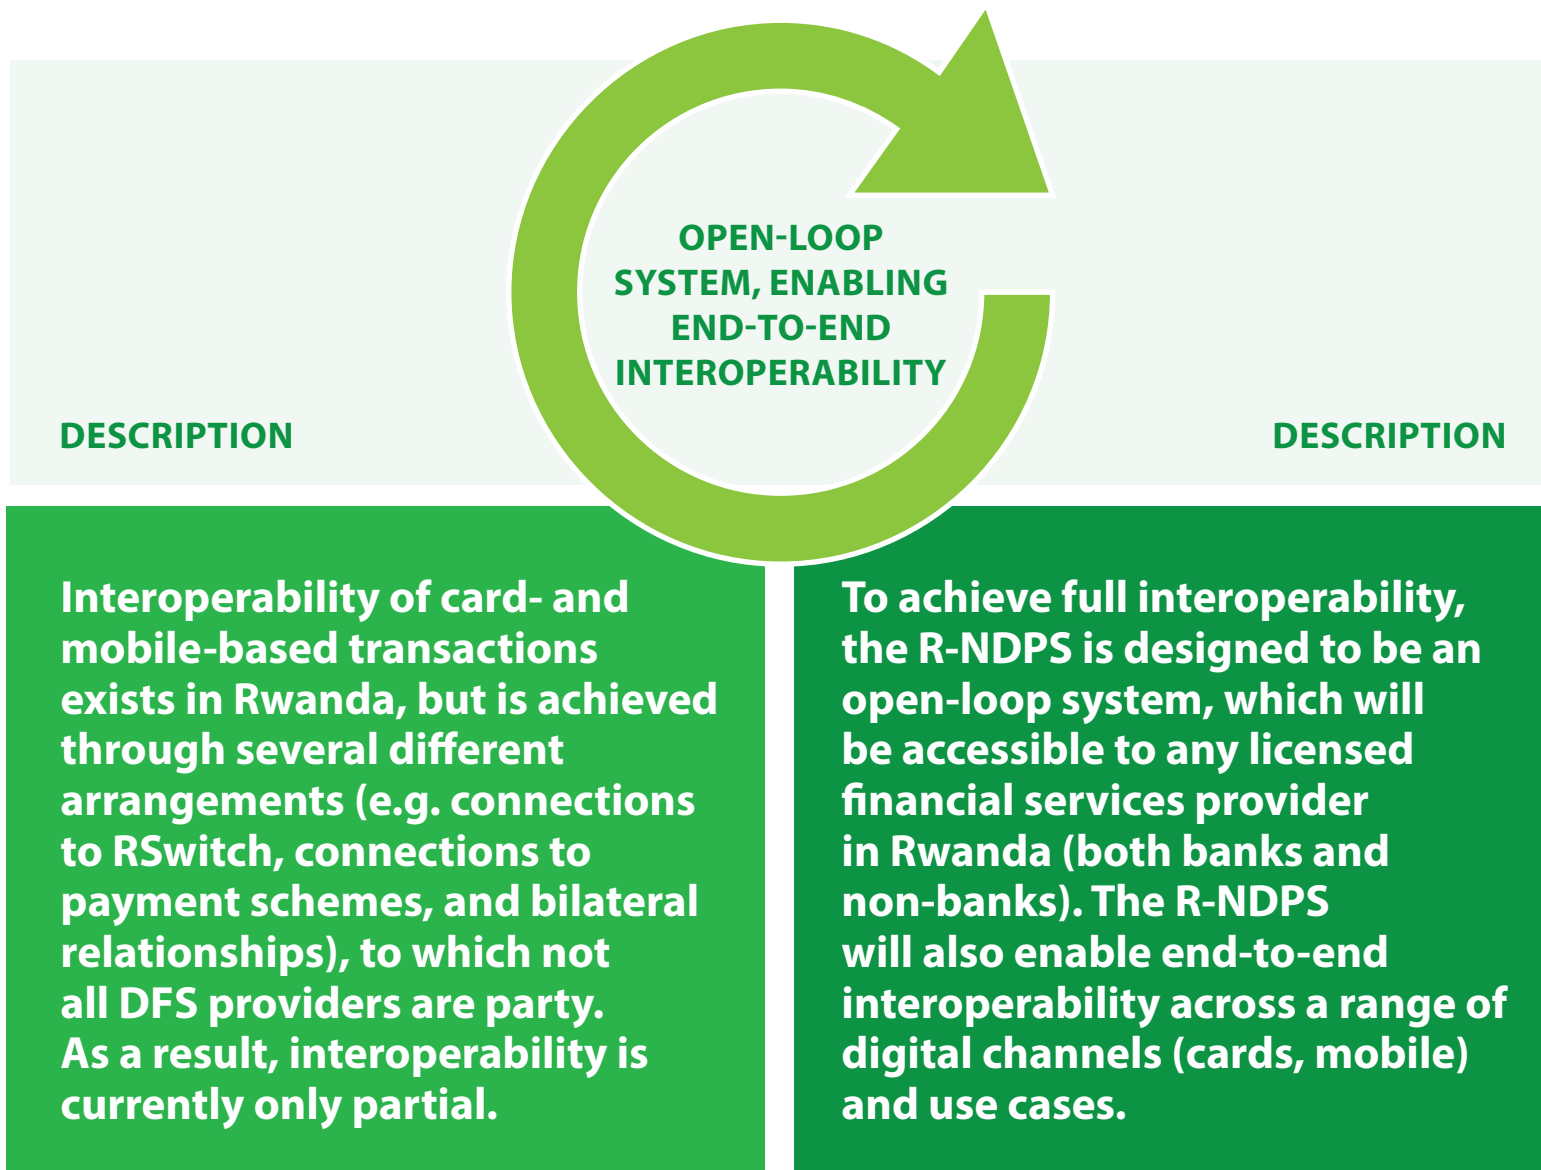 OPEN-LOOP
SYSTEM, ENABLING
END-TO-END
INTEROPERABILITY
DESCRIPTION
DESCRIPTION
Interoperability of card- and
mobile-based transactions
exists in Rwanda, but is achieved
through several different
arrangements (e.g. connections
to RSwitch, connections to
payment schemes, and bilateral
relationships), to which not
all DFS providers are party.
As a result, interoperability is
currently only partial.
To achieve full interoperability,
the R-NDPS is designed to be an
open-loop system, which will
be accessible to any licensed
financial services provider
in Rwanda (both banks and
non-banks). The R-NDPS
will also enable end-to-end
interoperability across a range of
digital channels (cards, mobile)
and use cases.